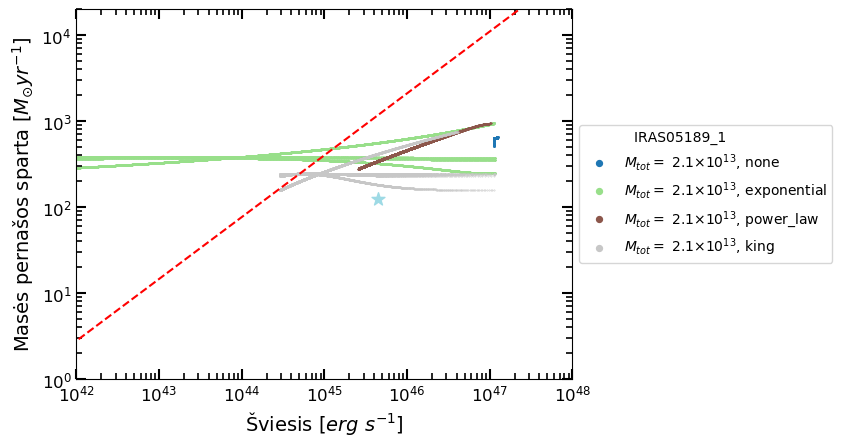 10⁴
10³
10²
10¹
10⁰
Masės pernašos sparta [M⊙yr⁻¹]
10⁴² 10⁴³ 10⁴⁴ 10⁴⁵ 10⁴⁶ 10⁴⁷ 10⁴⁸
Šviesis [erg s⁻¹]
IRAS05189_1
M_tot = 2.1×10¹³, none
M_tot = 2.1×10¹³, exponential
M_tot = 2.1×10¹³, power_law
M_tot = 2.1×10¹³, king